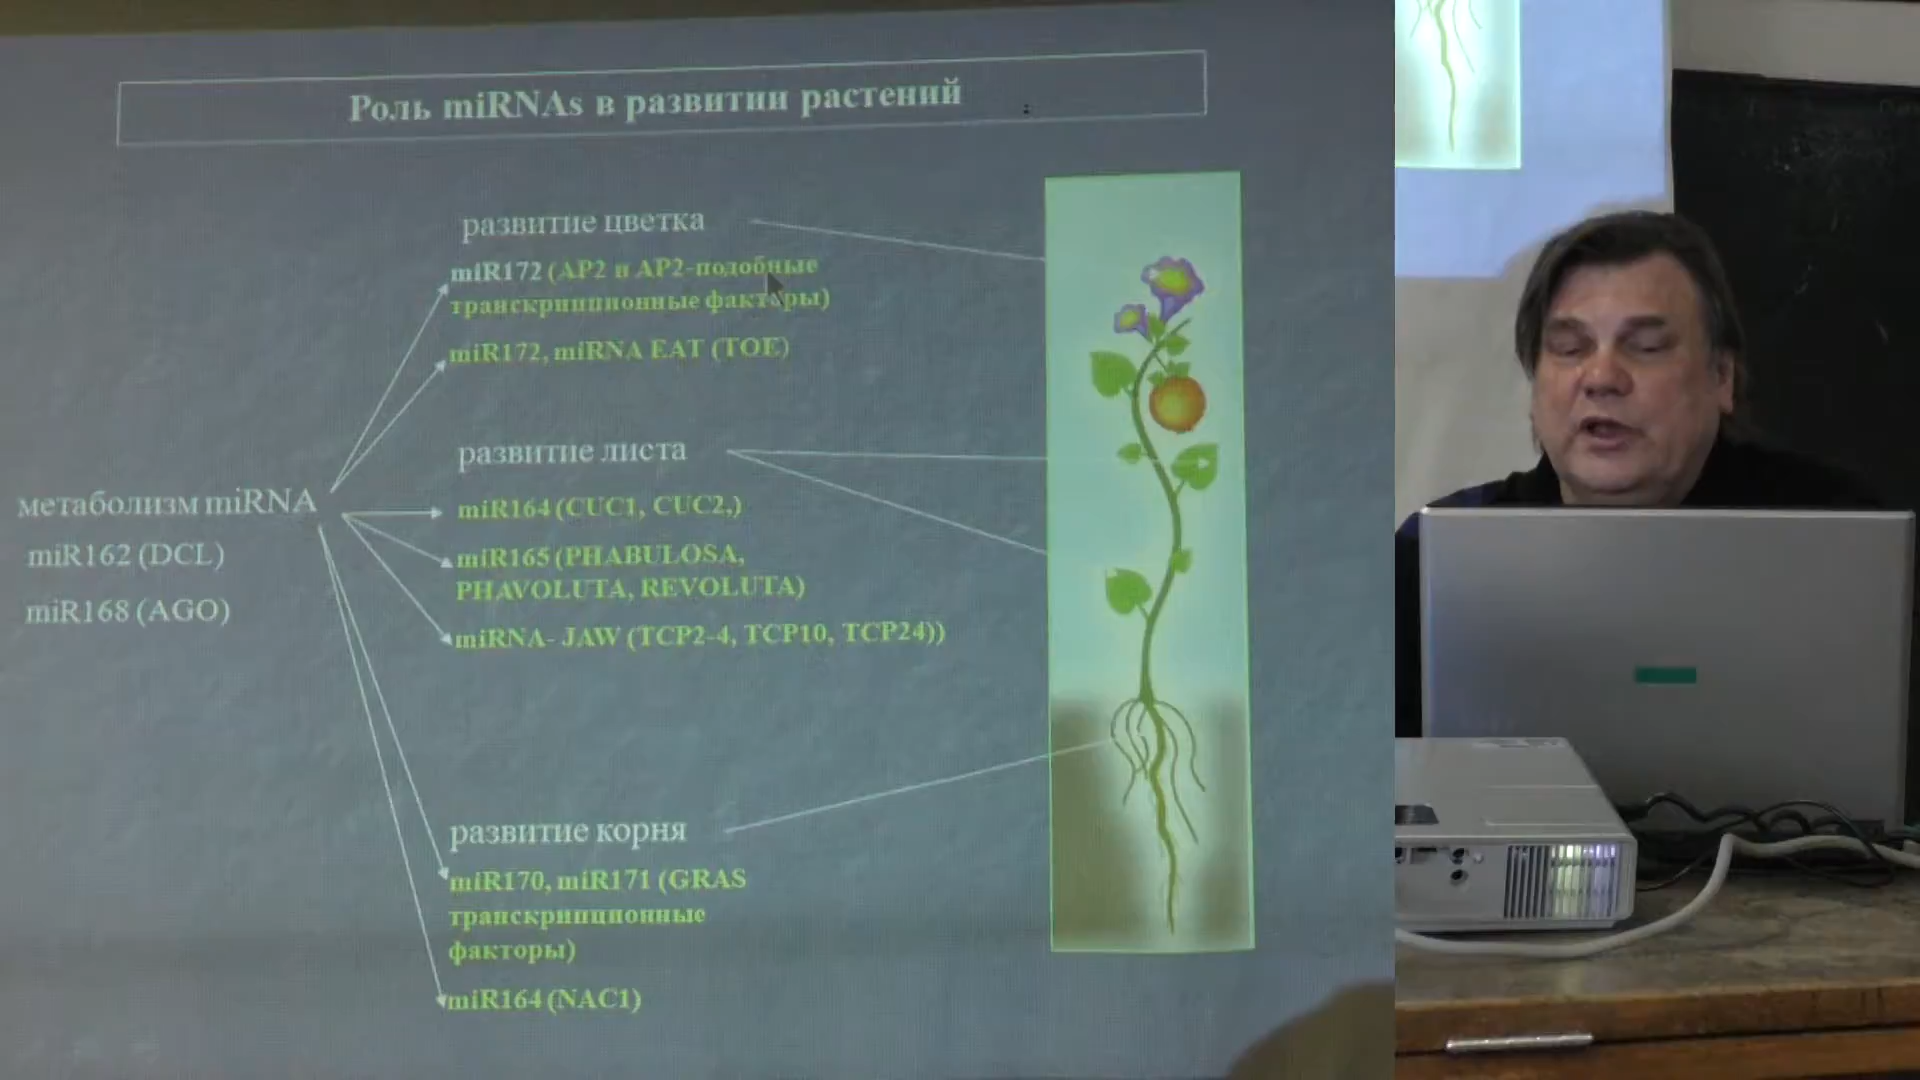 Роль miRNAs в развитии растений
развитие цветка
miR172 (AP2 и AP2-подобные
транскрипционные факторы)
miR172, miRNA EAT (TOE)
развитие листа
miR164 (CUC1, CUC2,)
метаболизм miRNA
miR162 (DCL)
miR168 (AGO)
miR165 (PHABULOSA,
PHAVOLUTA, REVOLUTA)
miRNA- JAW (TCP2-4, TCP10, TCP24))
развитие корня
miR170, miR171 (GRAS
транскрипционные
факторы)
miR164 (NAC1)